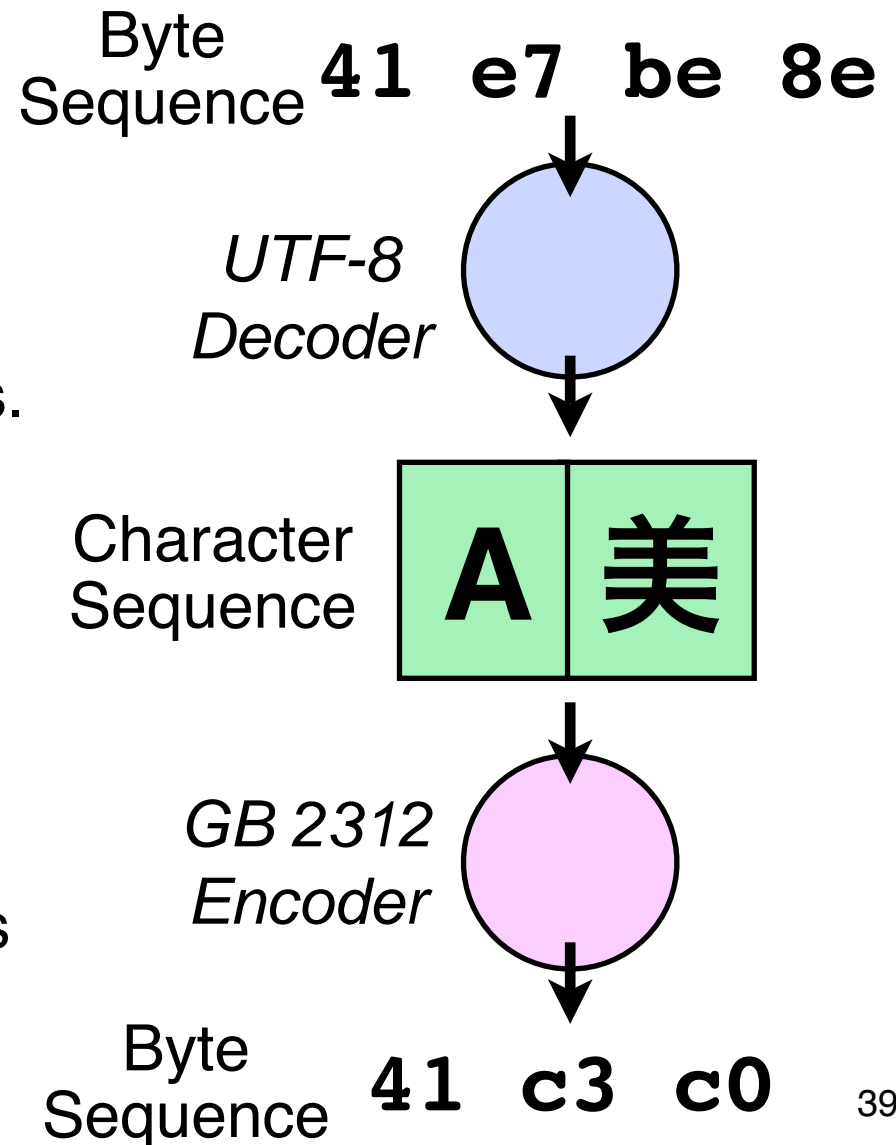 Byte
Sequence 41 e7 be 8e
UTF-8
Decoder
s.
Character
Sequence
A 美
GB 2312
Encoder
s
Byte
Sequence 41 c3 c0
39